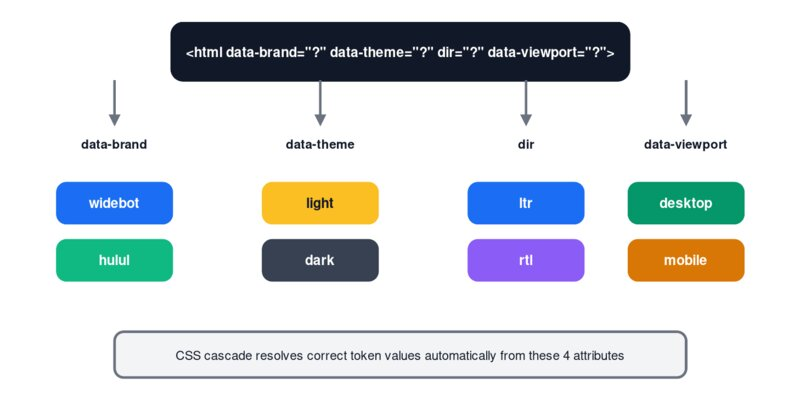 <html data-brand="?" data-theme="?" dir="?" data-viewport="?">
data-brand data-theme dir data-viewport
widebot light ltr desktop
hulul dark rtl mobile
CSS cascade resolves correct token values automatically from these 4 attributes